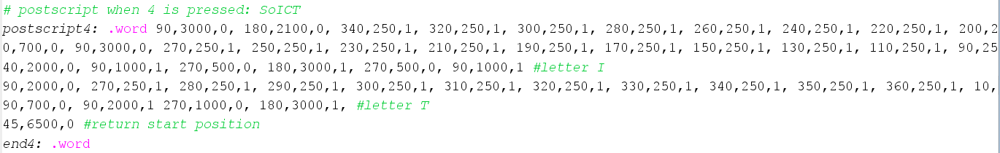 # postscript when 4 is pressed: SoICT
postscript4: .word 90,3000,0, 180,2100,0, 340,250,1, 320,250,1, 300,250,1, 280,250,1, 260,250,1, 240,250,1, 220,250,1, 200,2
0,700,0, 90,3000,0, 270,250,1, 250,250,1, 230,250,1, 210,250,1, 190,250,1, 170,250,1, 150,250,1, 130,250,1, 110,250,1, 90,25
40,2000,0, 90,1000,1, 270,500,0, 180,3000,1, 270,500,0, 90,1000,1 #letter I
90,2000,0, 270,250,1, 280,250,1, 290,250,1, 300,250,1, 310,250,1, 320,250,1, 330,250,1, 340,250,1, 350,250,1, 360,250,1, 10,
90,700,0, 90,2000,1 270,1000,0, 180,3000,1, #letter T
45,6500,0 #return start position
end4: .word